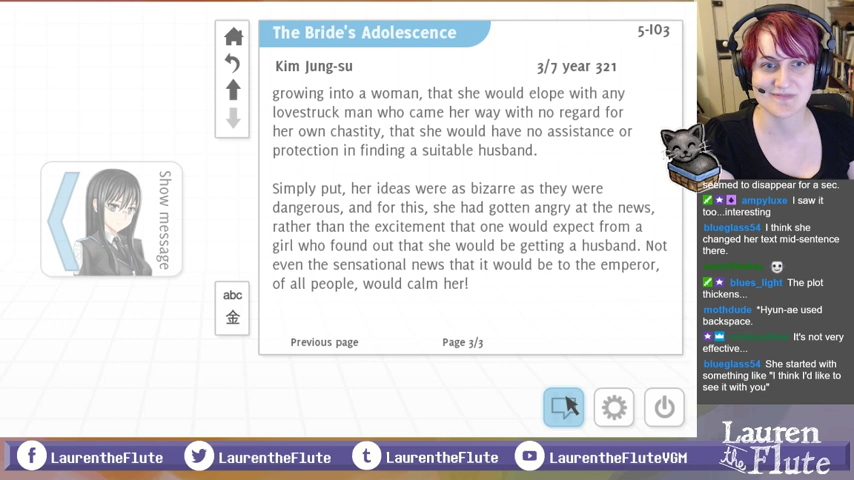 The Bride's Adolescence
5-103
Kim Jung-su
3/7 year 321
growing into a woman, that she would elope with any
lovestruck man who came her way with no regard for
her own chastity, that she would have no assistance or
protection in finding a suitable husband.
Simply put, her ideas were as bizarre as they were
dangerous, and for this, she had gotten angry at the news,
rather than the excitement that one would expect from a
girl who found out that she would be getting a husband. Not
even the sensational news that it would be to the emperor,
of all people, would calm her!
Previous page
Page 3/3
Show message
abc
金
seemed to disappear for a sec.
ampyluxe I saw it
too...interesting
blueglass54 I think she
changed her text mid-sentence
there.
blues_light The plot
thickens...
mothdude *Hyun-ae used
backspace.
It's not very
effective...
blueglass54 She started with
something like "I think I'd like to
see it with you"
Lauren
the Flute
LaurentheFlute
LaurentheFlute
LaurentheFlute
LaurentheFluteVGM